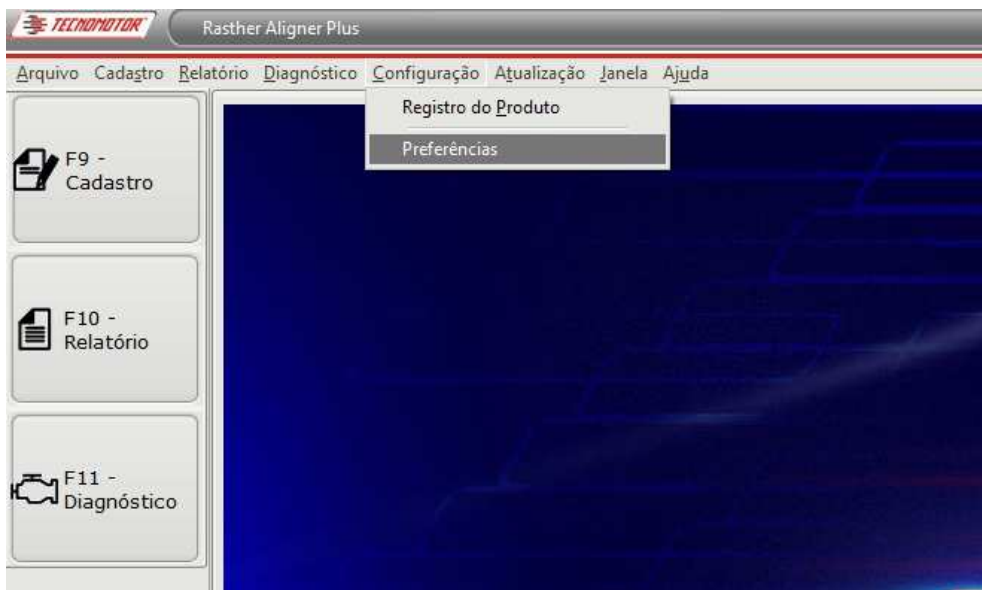 TECNOMOTOR
Rasther Aligner Plus
Arquivo Cadastro Relatório Diagnóstico Configuração Atualização Janela Ajuda
Registro do Produto
Preferências
F9 -
Cadastro
F10 -
Relatório
F11 -
Diagnóstico